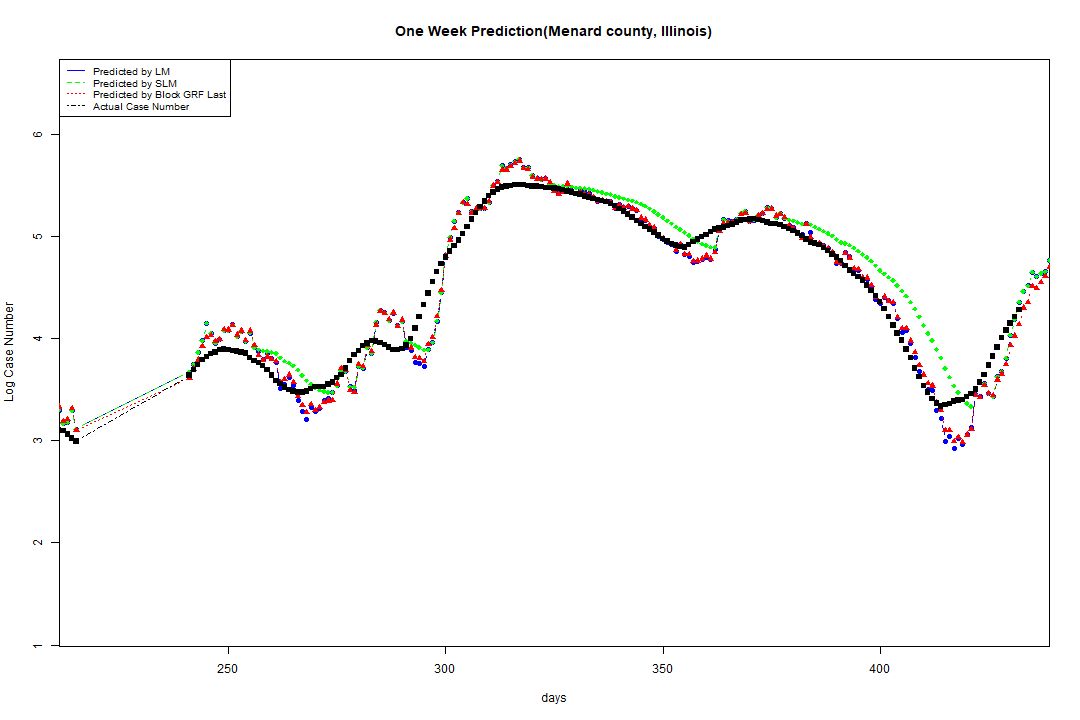 One Week Prediction(Menard county, Illinois)
Predicted by LM
Predicted by SLM
Predicted by Block GRF Last
Actual Case Number
Log Case Number
6
5
4
3
2
1
250
300
350
400
days